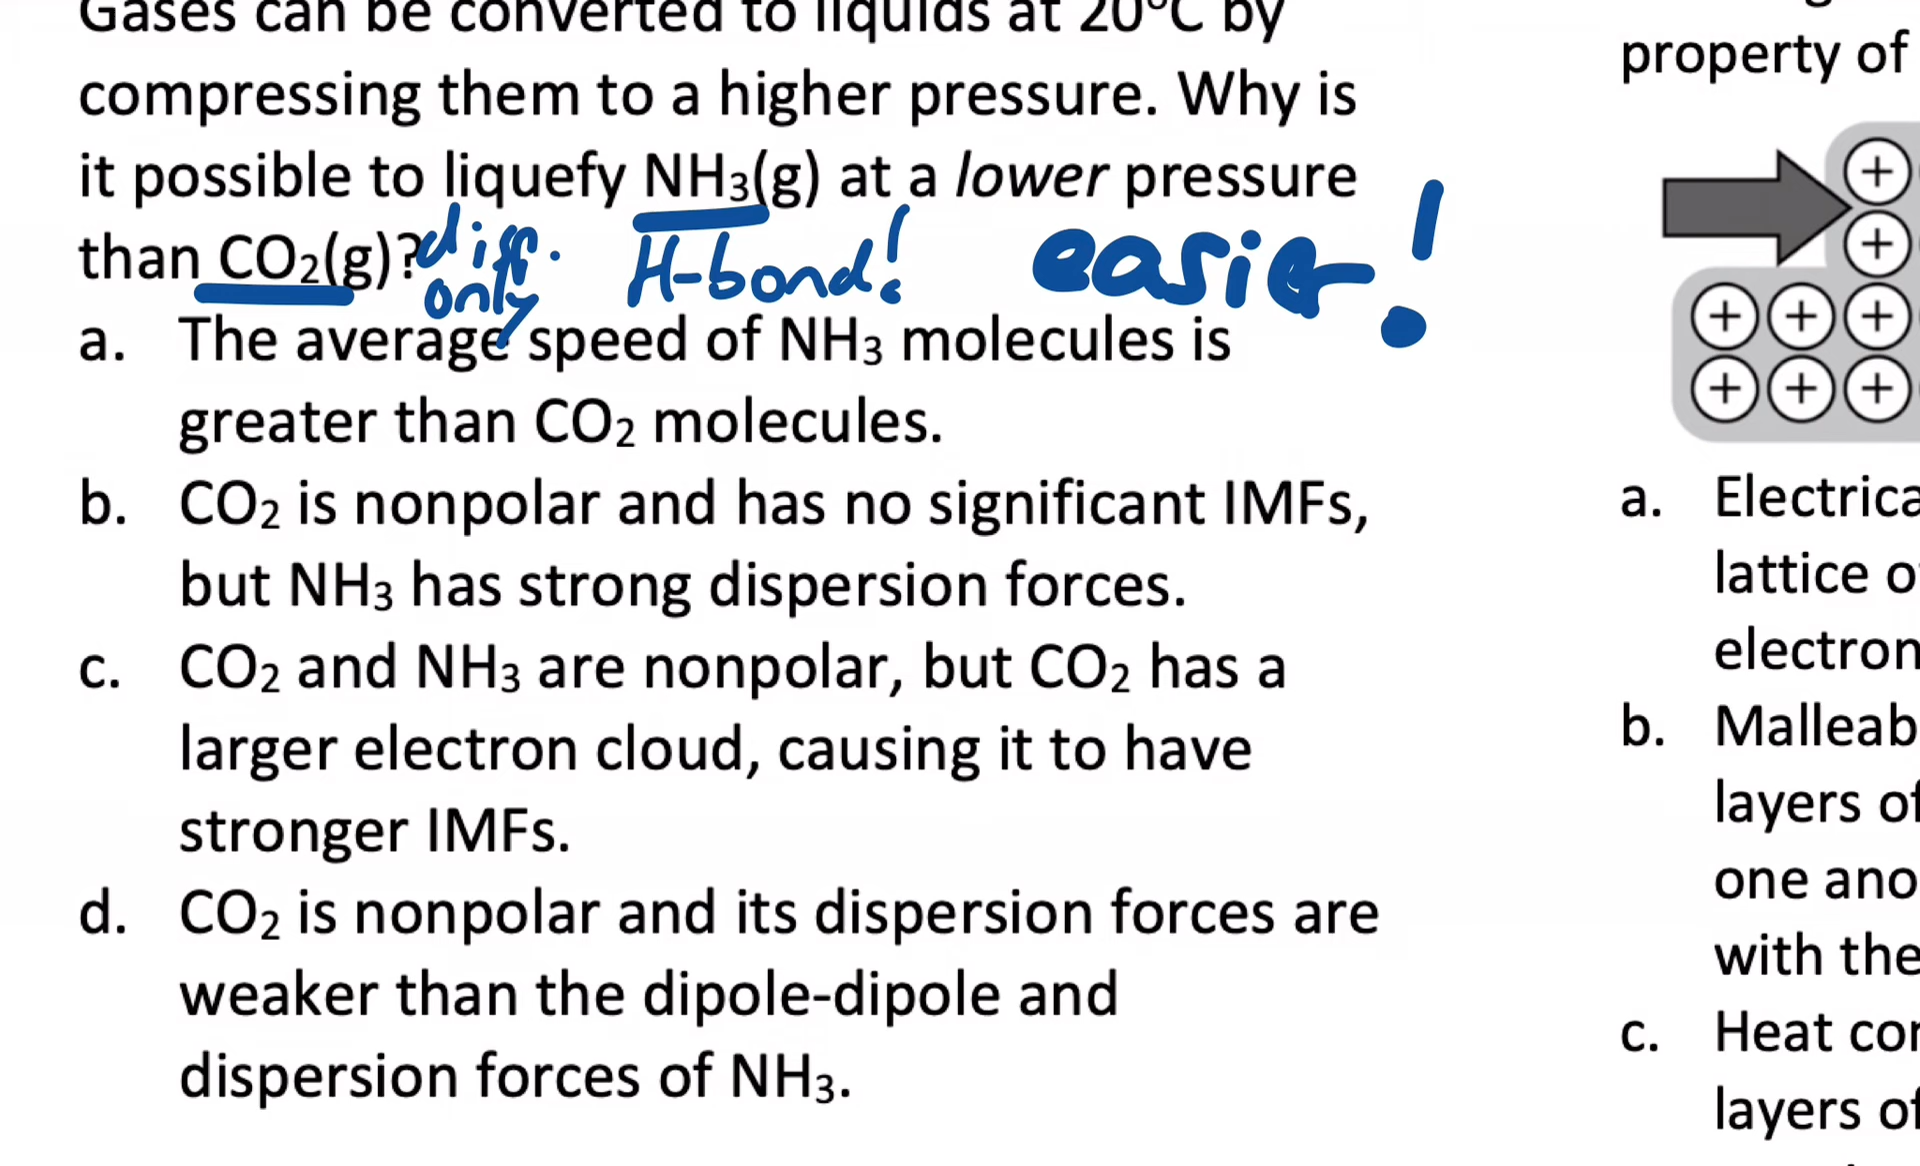 Gases can be converted to liquids at 20°C by
compressing them to a higher pressure. Why is
it possible to liquefy NH₃(g) at a lower pressure
than CO₂(g)?
diff. only
H-bond!
easier!
a. The average speed of NH₃ molecules is
greater than CO₂ molecules.
b. CO₂ is nonpolar and has no significant IMFs,
but NH₃ has strong dispersion forces.
c. CO₂ and NH₃ are nonpolar, but CO₂ has a
larger electron cloud, causing it to have
stronger IMFs.
d. CO₂ is nonpolar and its dispersion forces are
weaker than the dipole-dipole and
dispersion forces of NH₃.
property of
+
+
+ + +
+ + +
a. Electrica
lattice o
electron
b. Malleab
layers of
one ano
with the
c. Heat con
layers of